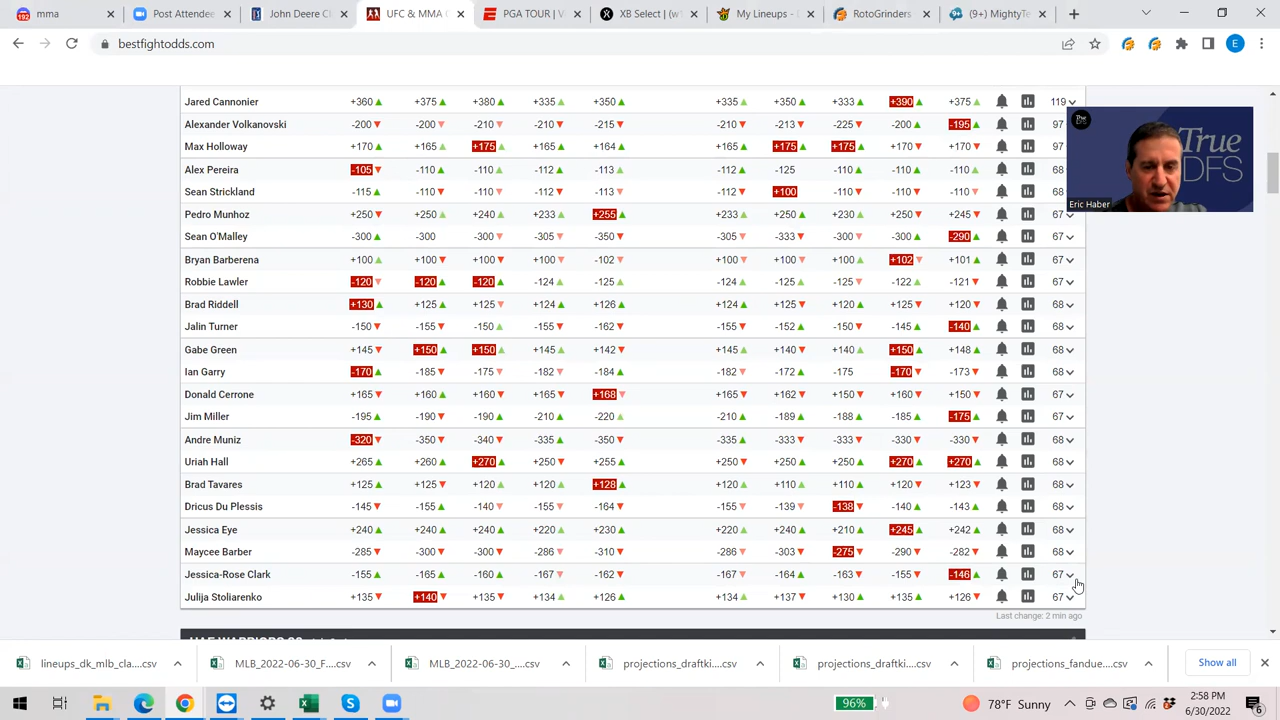 192 mma
Post Attendee
John Deere Cl
UFC & MMA O
PGA TOUR | Vi
XB Select | (w1
My Lineups - D
RotoGrinders
(9+) MightyTe
bestfightodds.com
E
Jared Cannonier +360 +375 +380 +335 +350 +335 +350 +333 +390 +375 119
Alexander Volkanovski -200 -200 -210 -210 -215 -210 -213 -225 -200 -195 97
Max Holloway +170 +165 +175 +165 +164 +165 +175 +175 +170 +170 97
Alex Pereira -105 -110 -110 -112 -113 -112 -125 -110 -110 -110 68
Sean Strickland -115 -110 -110 -112 -113 -112 +100 -110 -110 -110 68
Pedro Munhoz +250 +250 +240 +233 +255 +233 +250 +230 +250 +245 67
Sean O'Malley -300 -300 -300 -305 -350 -305 -333 -300 -300 -290 67
Bryan Barberena +100 +100 +100 +100 -102 +100 +100 +100 +102 +101 67
Robbie Lawler -120 -120 -120 -124 -125 -124 -125 -125 -122 -121 67
Brad Riddell +130 +125 +125 +124 +126 +124 +125 +120 +125 +120 68
Jalin Turner -150 -155 -150 -155 -162 -155 -152 -150 -145 -140 68
Gabe Green +145 +150 +150 +145 +142 +145 +140 +140 +150 +148 68
Ian Garry -170 -185 -175 -182 -184 -182 -172 -175 -170 -173 68
Donald Cerrone +165 +160 +160 +165 +168 +165 +162 +150 +160 +150 67
Jim Miller -195 -190 -190 -210 -220 -210 -189 -188 -185 -175 67
Andre Muniz -320 -350 -340 -335 -350 -335 -333 -333 -330 -330 68
Uriah Hall +265 +260 +270 +250 +255 +250 +250 +250 +270 +270 68
Brad Tavares +125 +125 +120 +120 +128 +120 +110 +110 +120 +123 68
Dricus Du Plessis -145 -155 -140 -155 -164 -155 -139 -138 -140 -143 68
Jessica Eye +240 +240 +240 +220 +230 +220 +240 +210 +245 +242 68
Maycee Barber -285 -300 -300 -286 -310 -286 -303 -275 -290 -282 68
Jessica-Rose Clark -155 -165 -160 -167 -162 -167 -164 -163 -155 -146 67
Julija Stoliarenko +135 +140 +135 +134 +126 +134 +137 +130 +135 +126 67
Last change: 2 min ago
True DFS
True
DFS
Eric Haber
lineups_dk_mlb_cla....csv
MLB_2022-06-30_F....csv
MLB_2022-06-30_....csv
projections_draftki....csv
projections_draftki....csv
projections_fandue....csv
Show all
96%
78°F Sunny
2:58 PM
6/30/2022
6